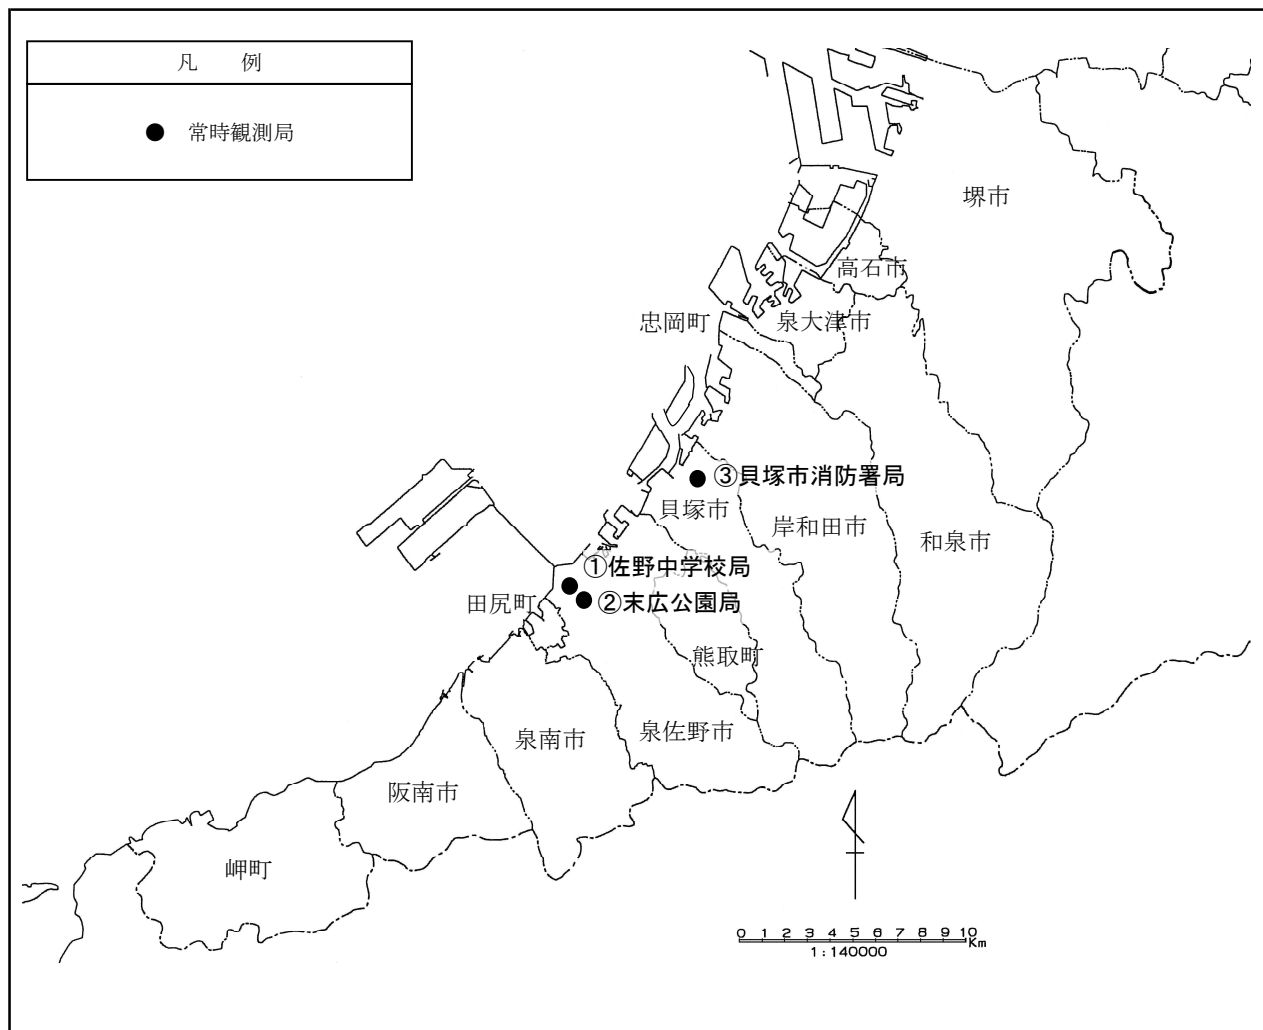 凡 例
常時観測局
堺市
高石市
忠岡町
泉大津市
③貝塚市消防署局
貝塚市
岸和田市
和泉市
①佐野中学校局
田尻町
②末広公園局
熊取町
泉南市
泉佐野市
阪南市
岬町
0 1 2 3 4 5 6 7 8 9 10
Km
1:140000